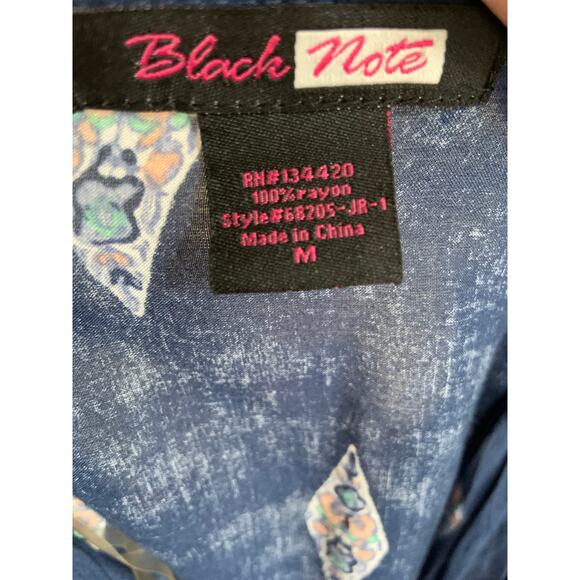 Black Note
RN#134420
100%rayon
Style#68205-JR-1
Made in China
M